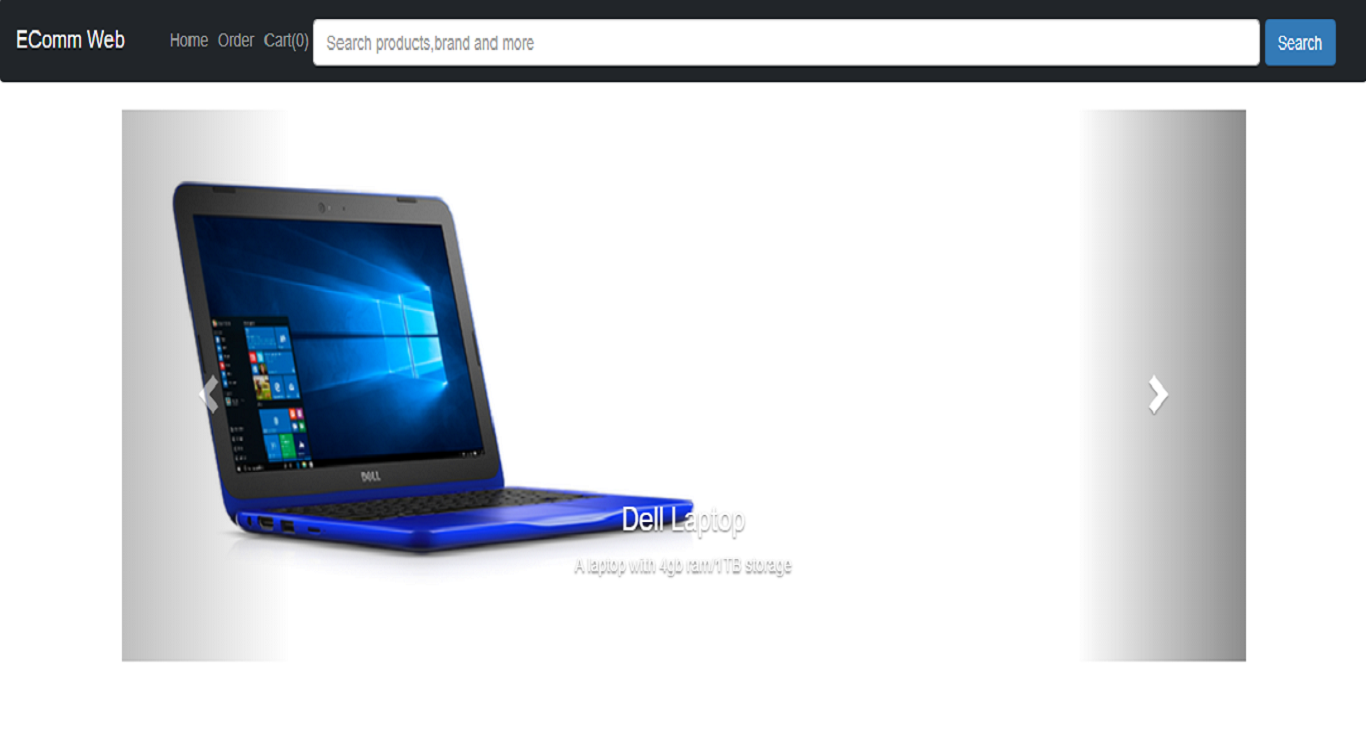 EComm Web Home Order Cart(0) Search products,brand and more Search
DELL
Dell Laptop
A laptop with 4gb ram/1TB storage